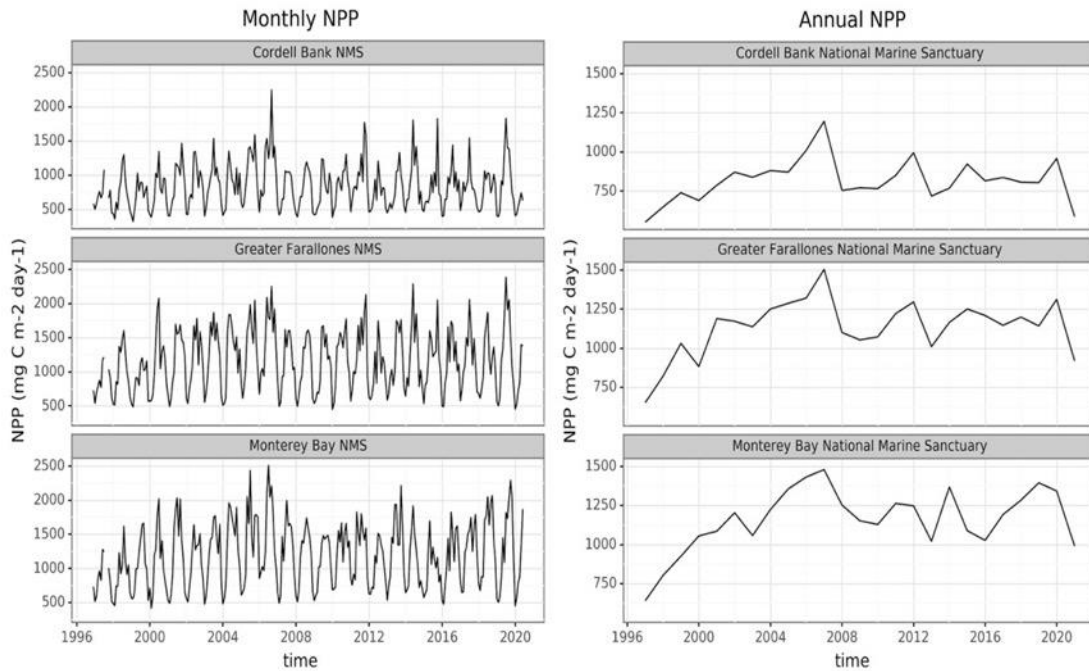 Monthly NPP
Cordell Bank NMS
2500
2000
1500
1000
500
Greater Farallones NMS
2500
2000
1500
1000
500
Monterey Bay NMS
2500
2000
1500
1000
500
NPP (mg C m-2 day-1)
1996 2000 2004 2008 2012 2016 2020
time
Annual NPP
Cordell Bank National Marine Sanctuary
1500
1250
1000
750
Greater Farallones National Marine Sanctuary
1500
1250
1000
750
Monterey Bay National Marine Sanctuary
1500
1250
1000
750
NPP (mg C m-2 day-1)
1996 2000 2004 2008 2012 2016 2020
time